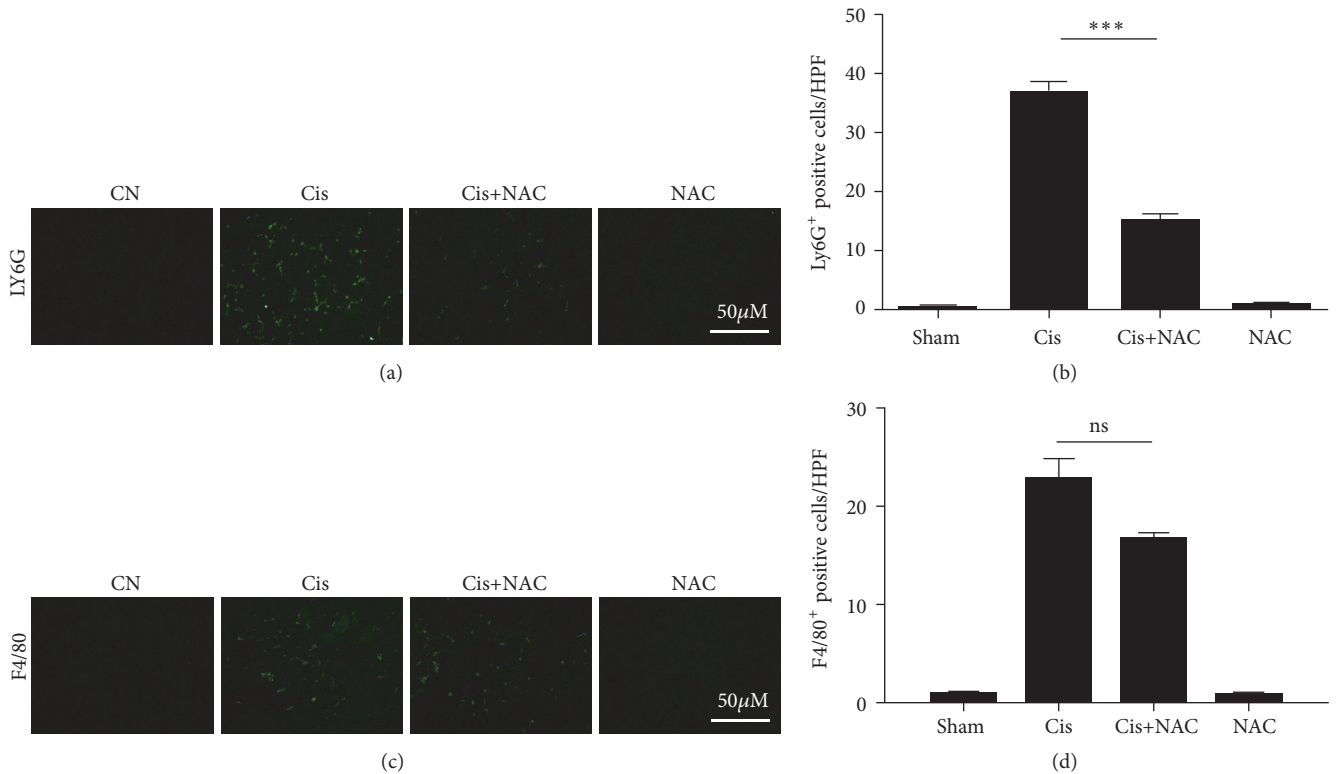 CN Cis Cis+NAC NAC
LY6G
50μM
(a)
50
40
30
20
10
0
Ly6G⁺ positive cells/HPF
***
Sham Cis Cis+NAC NAC
(b)
CN Cis Cis+NAC NAC
F4/80
50μM
(c)
30
20
10
0
F4/80⁺ positive cells/HPF
ns
Sham Cis Cis+NAC NAC
(d)